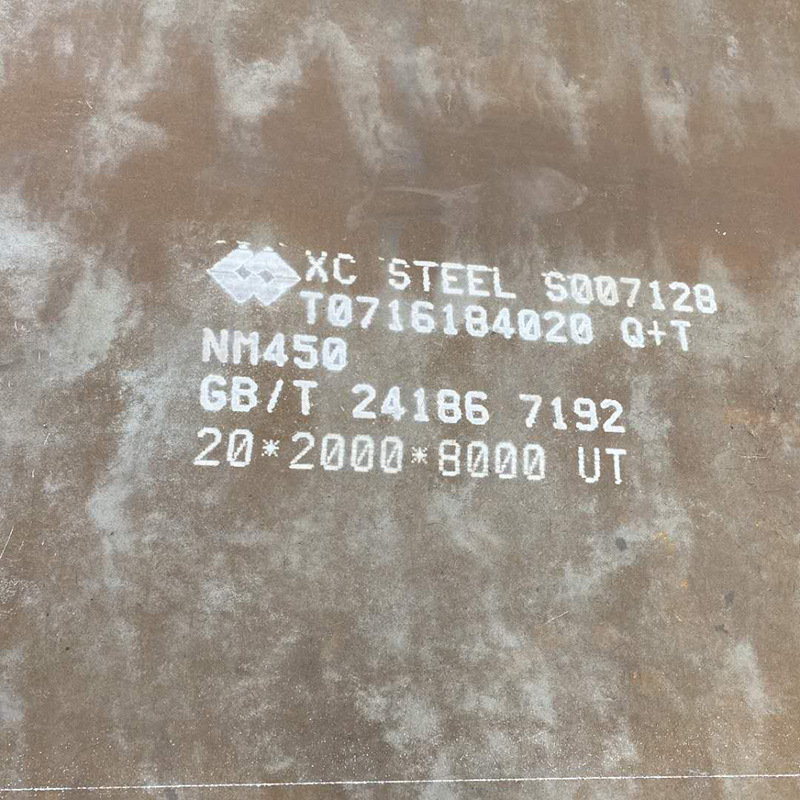 XC STEEL S007128
T0716184020 Q+T
NM450
GB/T 24186 7192
20*2000*8000 UT